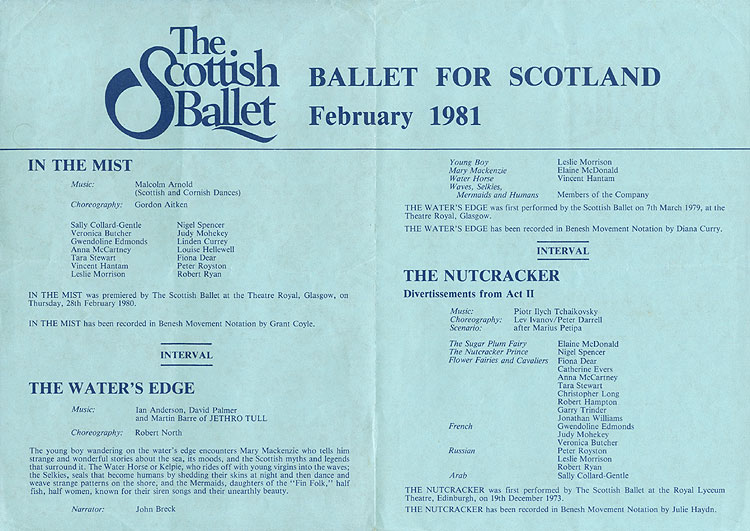 The
Scottish
Ballet
BALLET FOR SCOTLAND
February 1981
IN THE MIST
Music: Malcolm Arnold
(Scottish and Cornish Dances)
Choreography: Gordon Aitken
Sally Collard-Gentle Nigel Spencer
Veronica Butcher Judy Mohekey
Gwendoline Edmonds Linden Currey
Anna McCartney Louise Hellewell
Tara Stewart Fiona Dear
Vincent Hantam Peter Royston
Leslie Morrison Robert Ryan
IN THE MIST was premiered by The Scottish Ballet at the Theatre Royal, Glasgow, on
Thursday, 28th February 1980.
IN THE MIST has been recorded in Benesh Movement Notation by Grant Coyle.
INTERVAL
THE WATER'S EDGE
Music: Ian Anderson, David Palmer
and Martin Barre of JETHRO TULL
Choreography: Robert North
The young boy wandering on the water's edge encounters Mary Mackenzie who tells him
strange and wonderful stories about the sea, its moods, and the Scottish myths and legends
that surround it. The Water Horse or Kelpie, who rides off with young virgins into the waves;
the Selkies, seals that become humans by shedding their skins at night and then dance and
weave strange patterns on the shore, and the Mermaids, daughters of the "Fin Folk," half
fish, half women, known for their siren songs and their unearthly beauty.
Narrator: John Breck
Young Boy Leslie Morrison
Mary Mackenzie Elaine McDonald
Water Horse Vincent Hantam
Waves, Selkies,
Mermaids and Humans Members of the Company
THE WATER'S EDGE was first performed by the Scottish Ballet on 7th March 1979, at the
Theatre Royal, Glasgow.
THE WATER'S EDGE has been recorded in Benesh Movement Notation by Diana Curry.
INTERVAL
THE NUTCRACKER
Divertissements from Act II
Music: Piotr Ilych Tchaikovsky
Choreography: Lev Ivanov/Peter Darrell
Scenario: after Marius Petipa
The Sugar Plum Fairy Elaine McDonald
The Nutcracker Prince Nigel Spencer
Flower Fairies and Cavaliers Fiona Dear
Catherine Evers
Anna McCartney
Tara Stewart
Christopher Long
Robert Hampton
Garry Trinder
Jonathan Williams
French Gwendoline Edmonds
Judy Mohekey
Veronica Butcher
Russian Peter Royston
Leslie Morrison
Robert Ryan
Arab Sally Collard-Gentle
THE NUTCRACKER was first performed by The Scottish Ballet at the Royal Lyceum
Theatre, Edinburgh, on 19th December 1973.
THE NUTCRACKER has been recorded in Benesh Movement Notation by Julie Haydn.